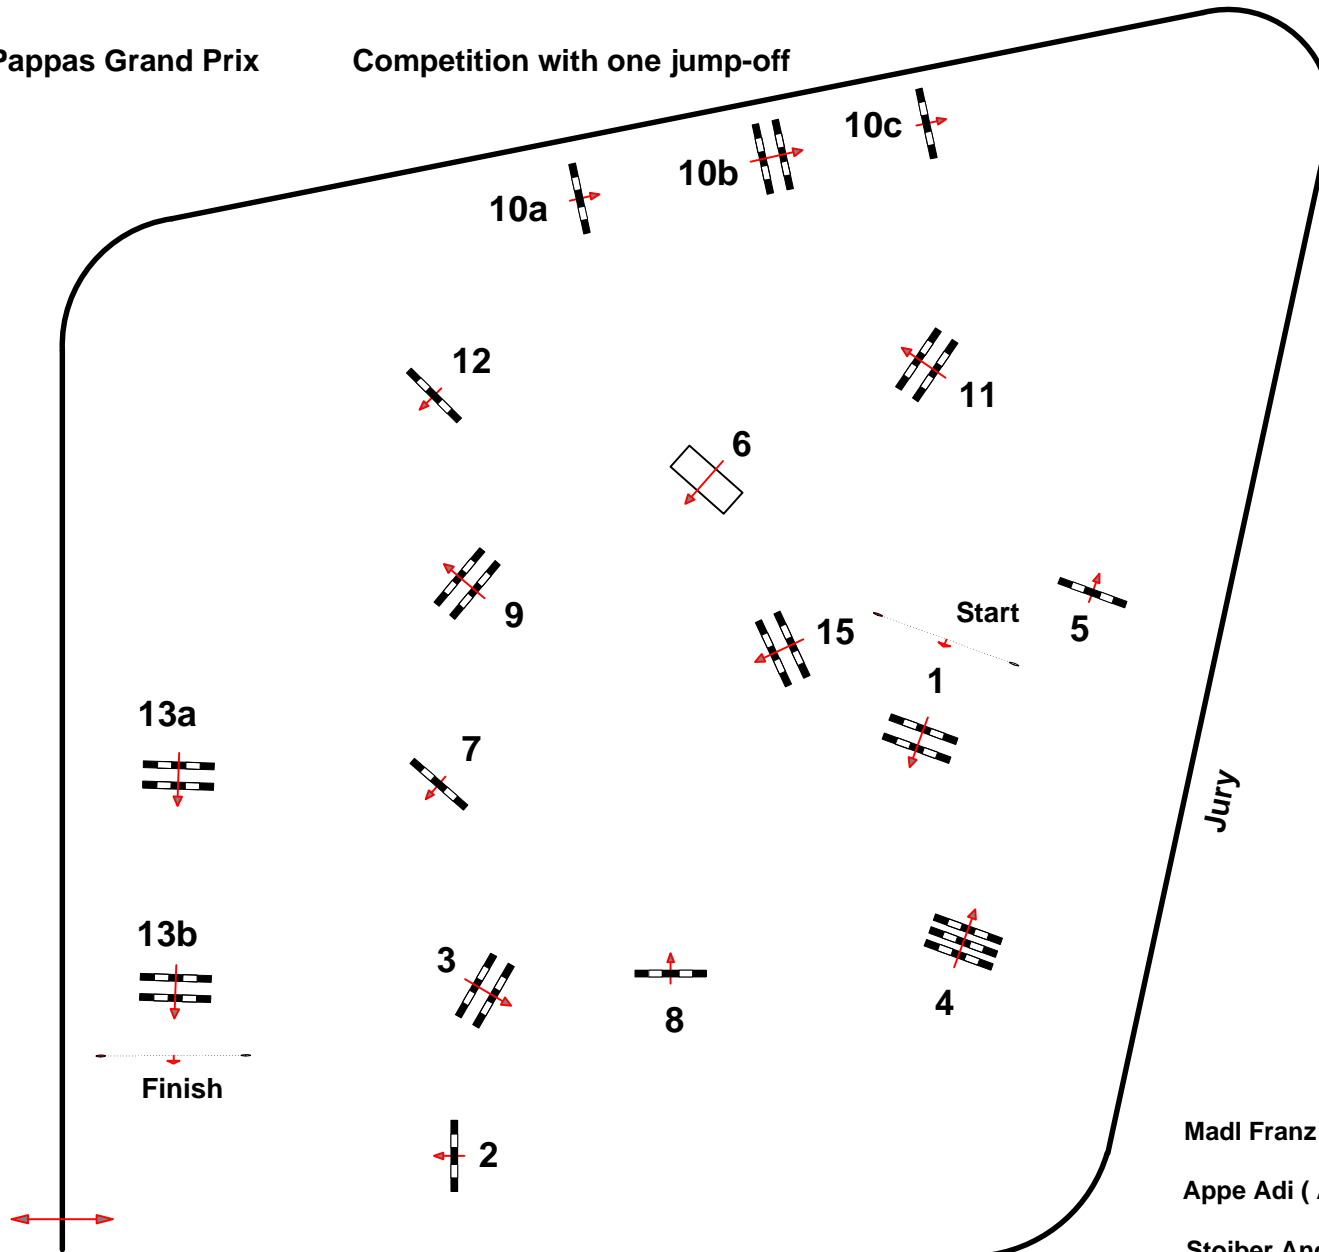 Pappas Grand Prix
Competition with one jump-off
10c
10b
10a
12
11
6
9
Start
15
5
1
13a
7
Jury
13b
3
4
8
Finish
2
Madl Franz
Appe Adi (
Stoiber